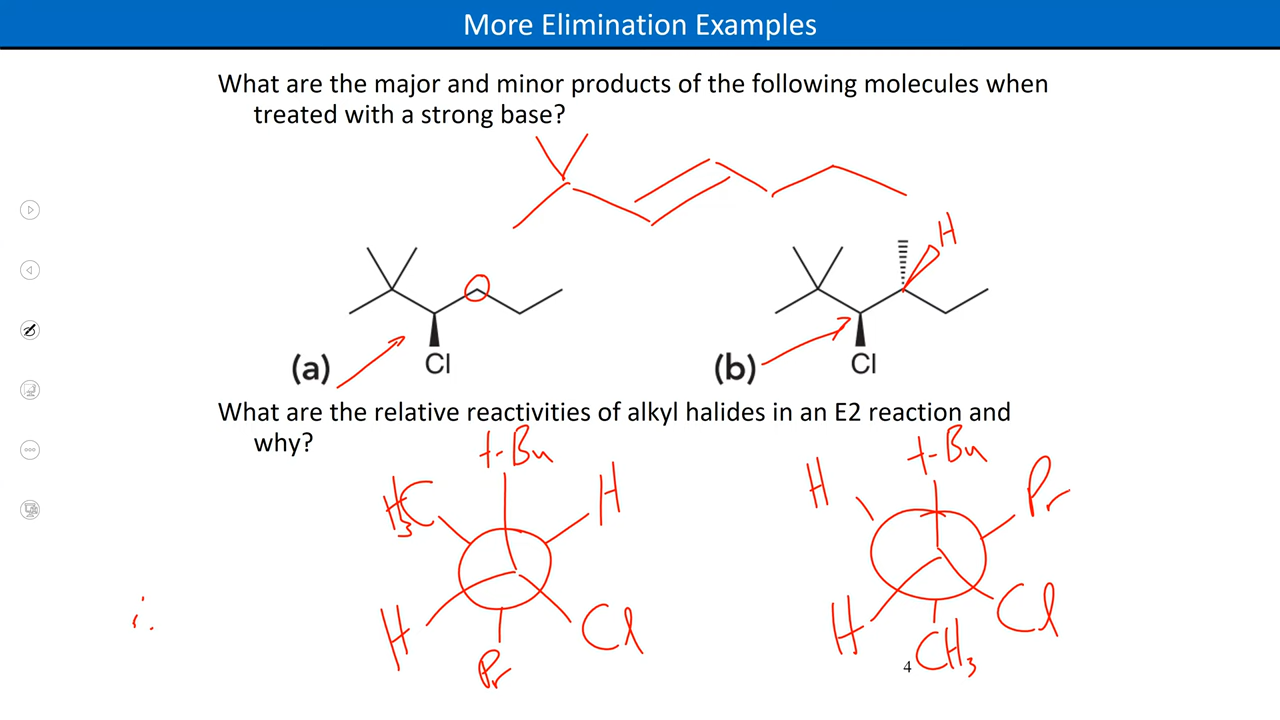 More Elimination Examples
What are the major and minor products of the following molecules when
treated with a strong base?
H
(a)
Cl
(b)
Cl
What are the relative reactivities of alkyl halides in an E2 reaction and
why?
t-Bu
H3C
H
H
Cl
Pr
t-Bu
H
Pr
H
Cl
CH3
4